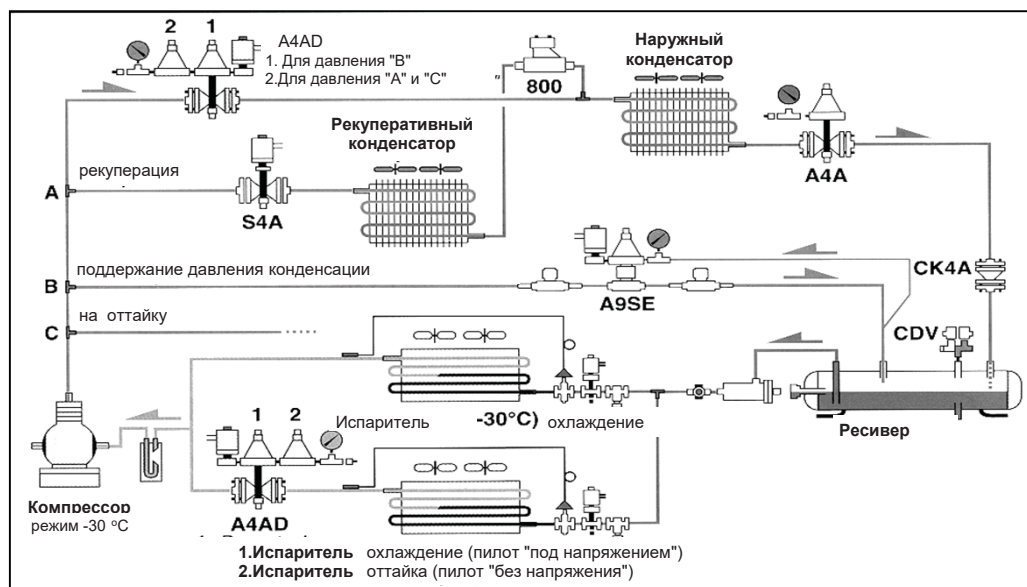 2 1
A4AD
1. Для давления "В"
2.Для давления "А" и "С"
800
Наружный
конденсатор
Рекуперативный
конденсатор
A4A
A
рекуперация
S4A
B
поддержание давления конденсации
A9SE
CK4A
C
на оттайку
CDV
Испаритель -30°C) охлаждение
Ресивер
1 2
Компрессор
режим -30 °C
A4AD
1.Испаритель охлаждение (пилот "под напряжением")
2.Испаритель оттайка (пилот "без напряжения")